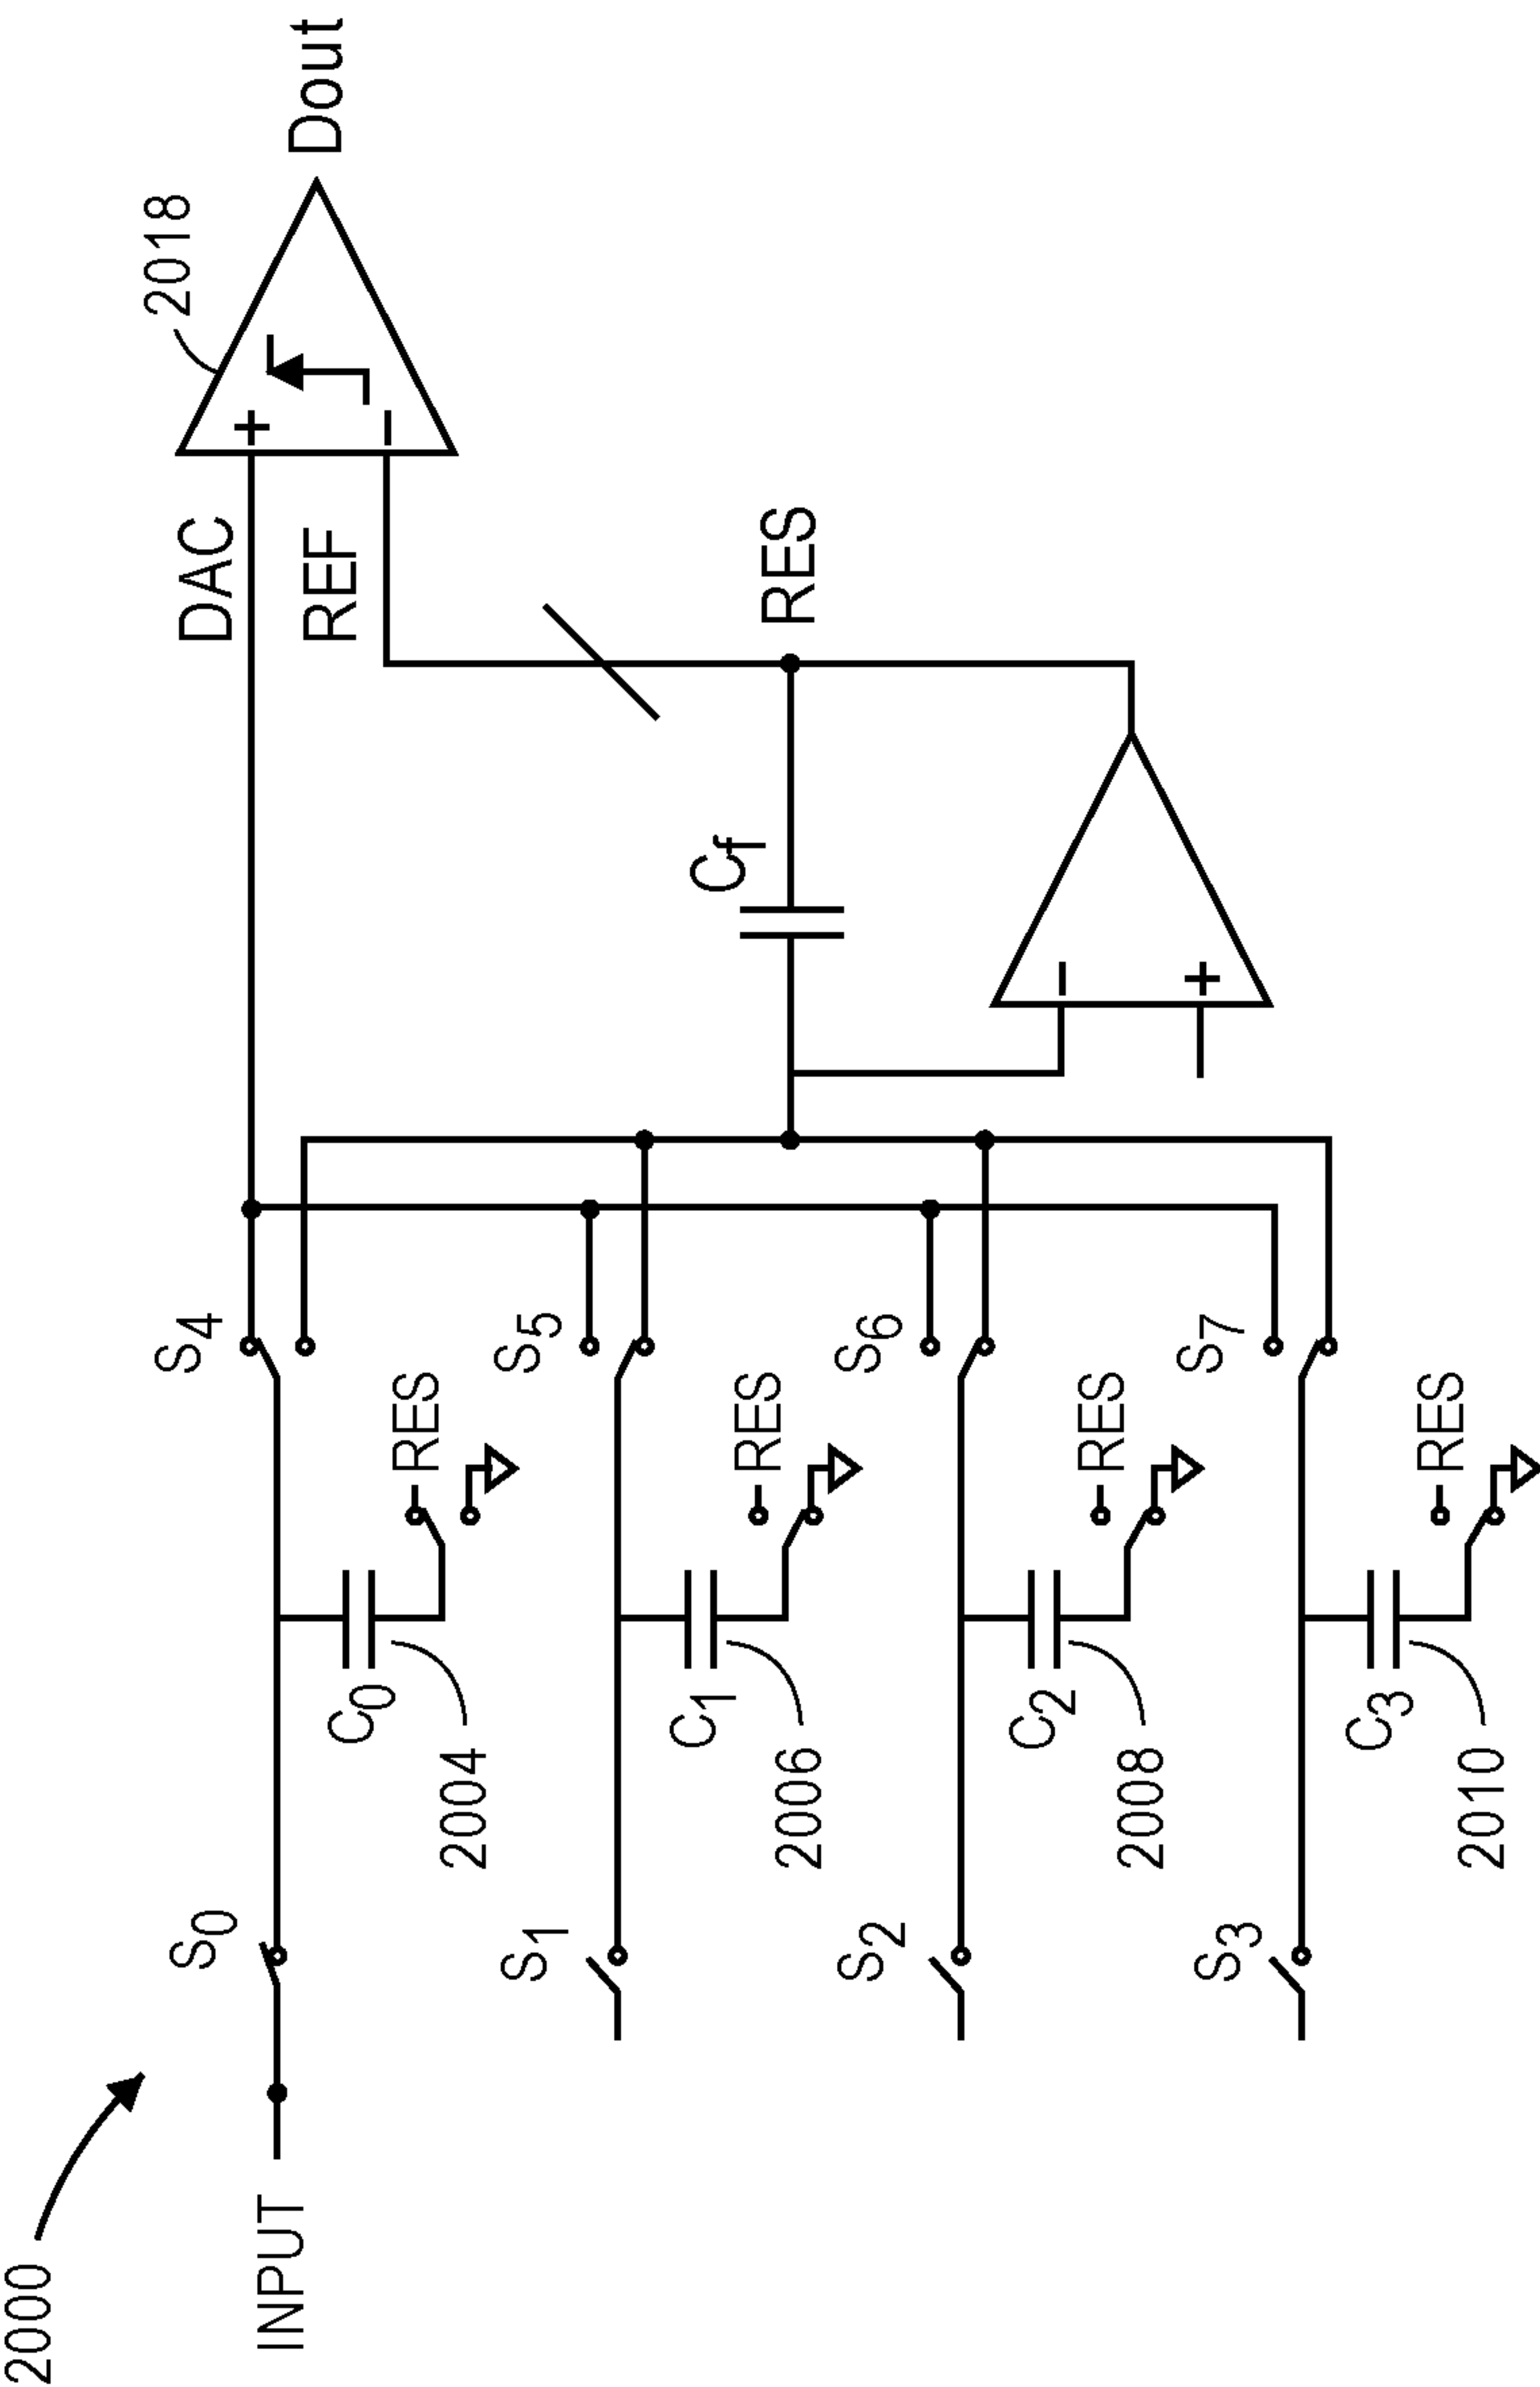 2000
INPUT
S0
S4
DAC
REF
+
−
2018
Dout
C0
2004
RES
S1
S5
C1
2006
RES
Cf
RES
S2
S6
C2
2008
RES
−
+
S3
S7
C3
2010
RES